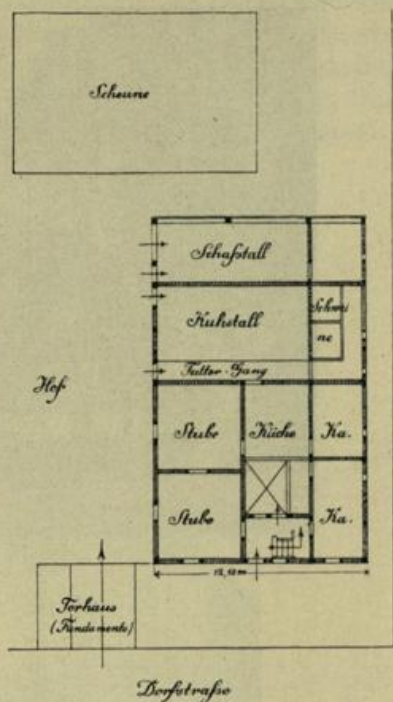 Scheune
Schafstall
Kuhstall
Schwei
ne
Futter-Gang
Hof
Stube
Küche
Ka.
Stube
Ka.
Torhaus
(Fundamente)
Dorfstraße